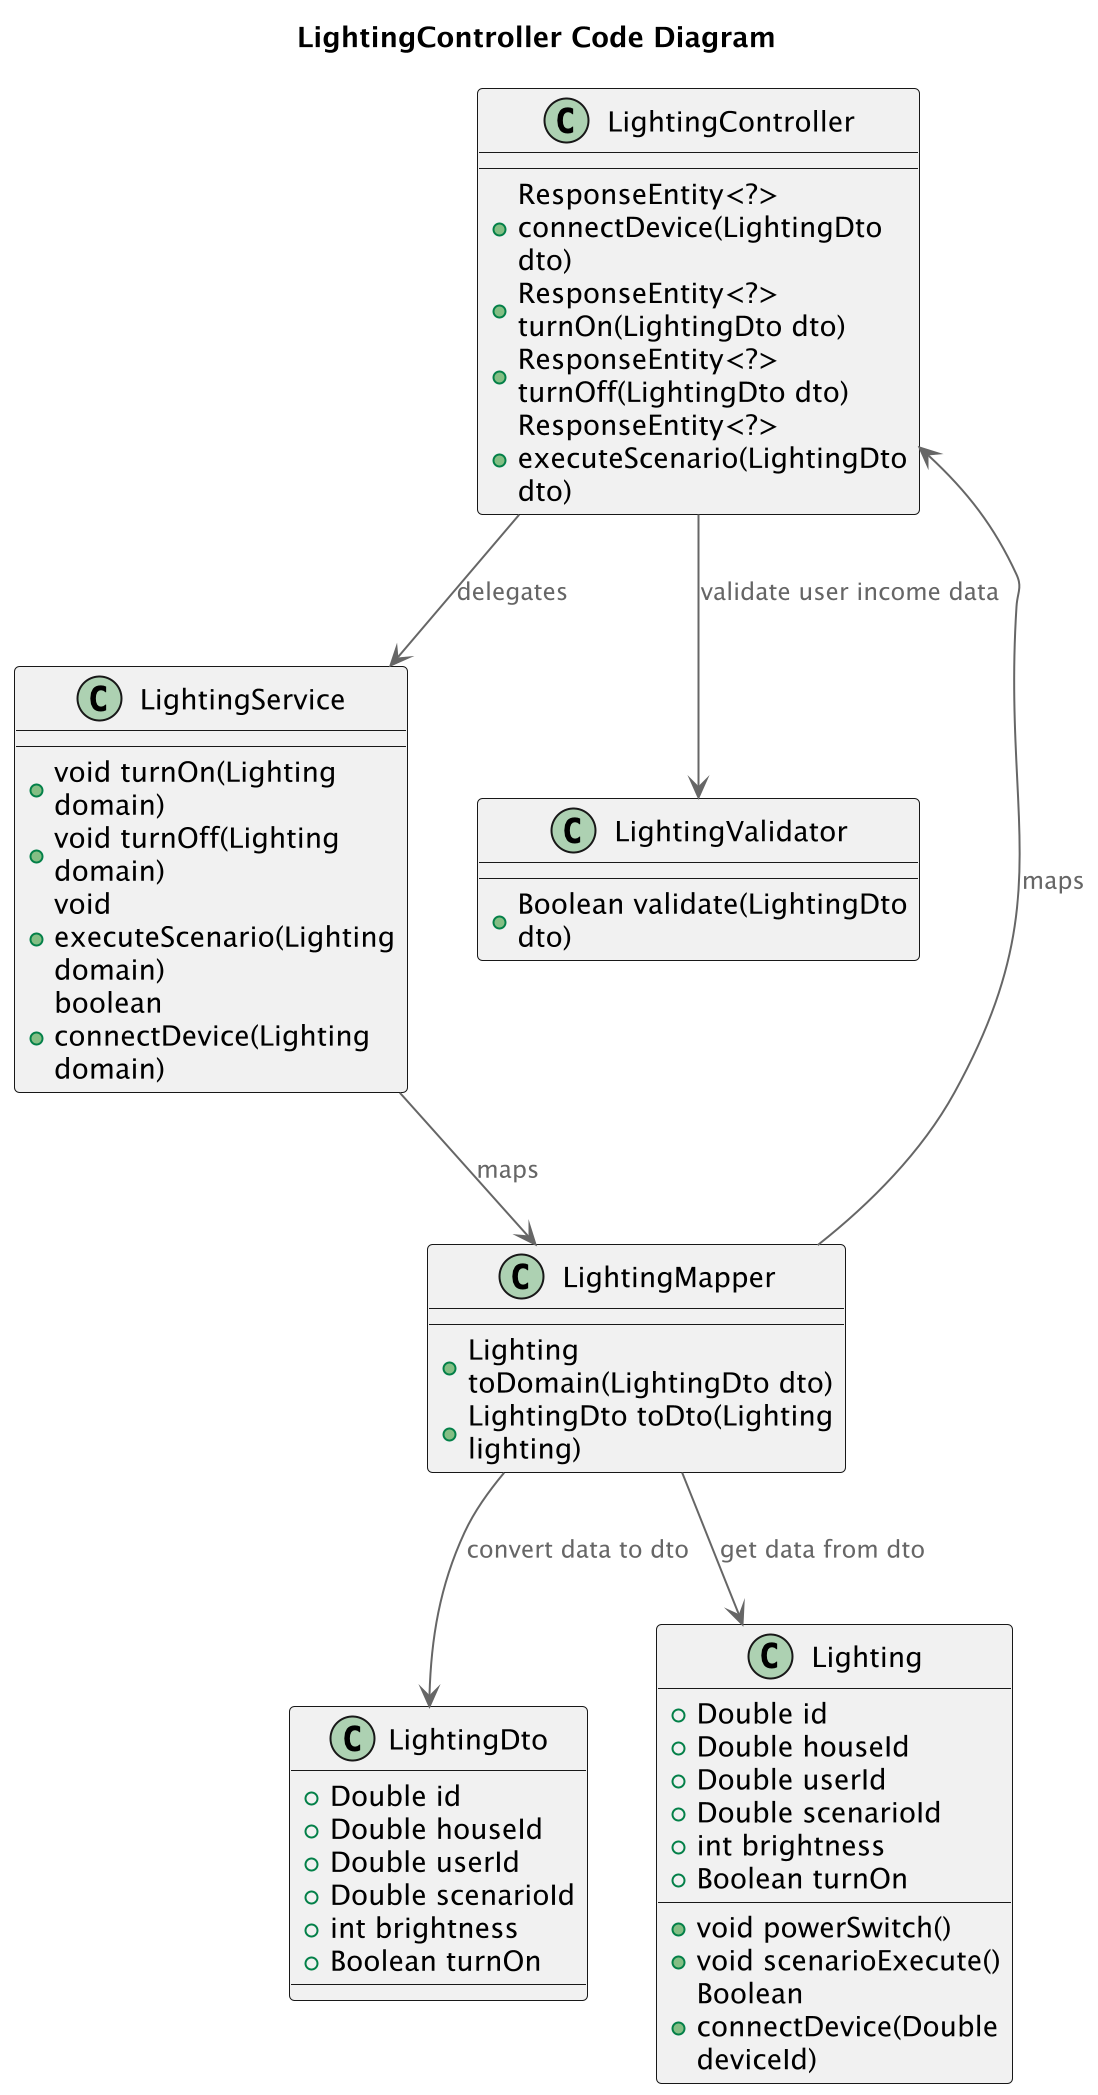 LightingController Code Diagram
C LightingController
ResponseEntity<?>
connectDevice(LightingDto
dto)
ResponseEntity<?>
turnOn(LightingDto dto)
ResponseEntity<?>
turnOff(LightingDto dto)
ResponseEntity<?>
executeScenario(LightingDto
dto)
delegates
validate user income data
C LightingService
void turnOn(Lighting
domain)
void turnOff(Lighting
domain)
void
executeScenario(Lighting
domain)
boolean
connectDevice(Lighting
domain)
C LightingValidator
Boolean validate(LightingDto
dto)
maps
maps
C LightingMapper
Lighting
toDomain(LightingDto dto)
LightingDto toDto(Lighting
lighting)
convert data to dto
get data from dto
C LightingDto
Double id
Double houseId
Double userId
Double scenarioId
int brightness
Boolean turnOn
C Lighting
Double id
Double houseId
Double userId
Double scenarioId
int brightness
Boolean turnOn
void powerSwitch()
void scenarioExecute()
Boolean
connectDevice(Double
deviceId)